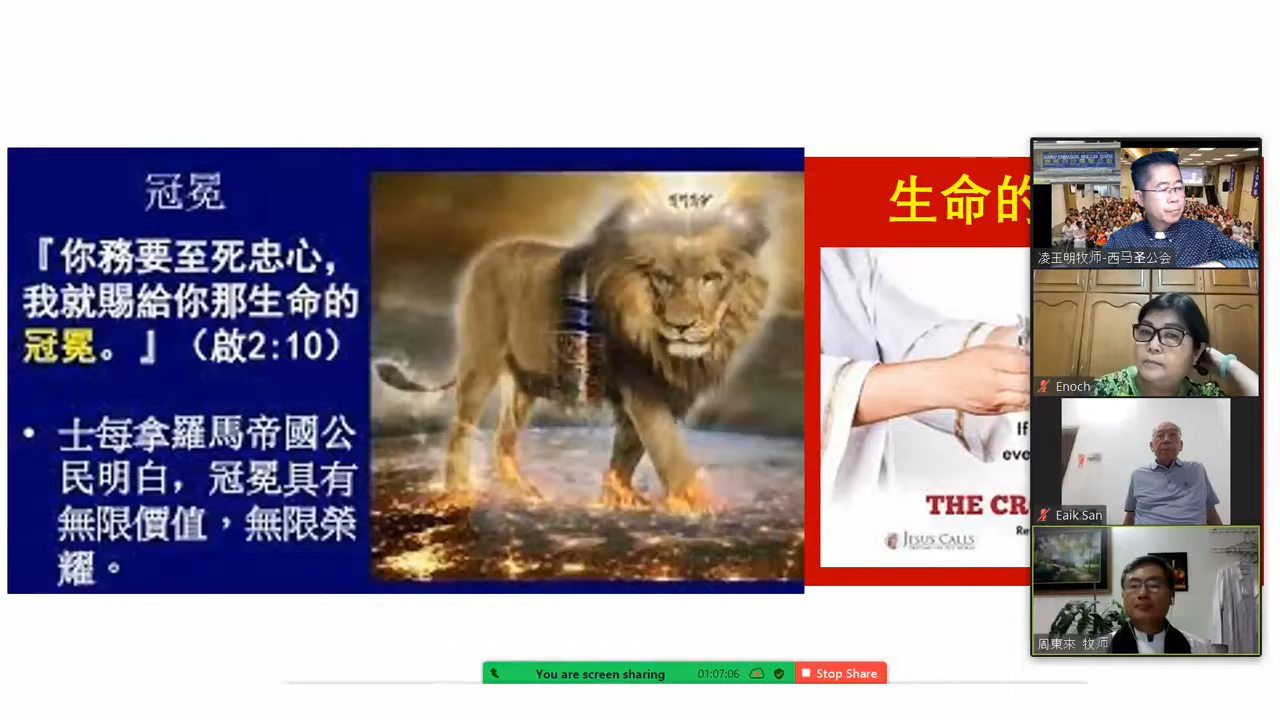 冠冕
『你務要至死忠心，
我就賜給你那生命的
冠冕。』（啟2:10）
• 士每拿羅馬帝國公
民明白，冠冕具有
無限價值，無限榮
耀。
生命的
If
eve
THE CR
Re
JESUS CALLS
凌玉明牧师-西马圣公会
Enoch
Eaik San
周東來 牧师
You are screen sharing
01:07:06
Stop Share